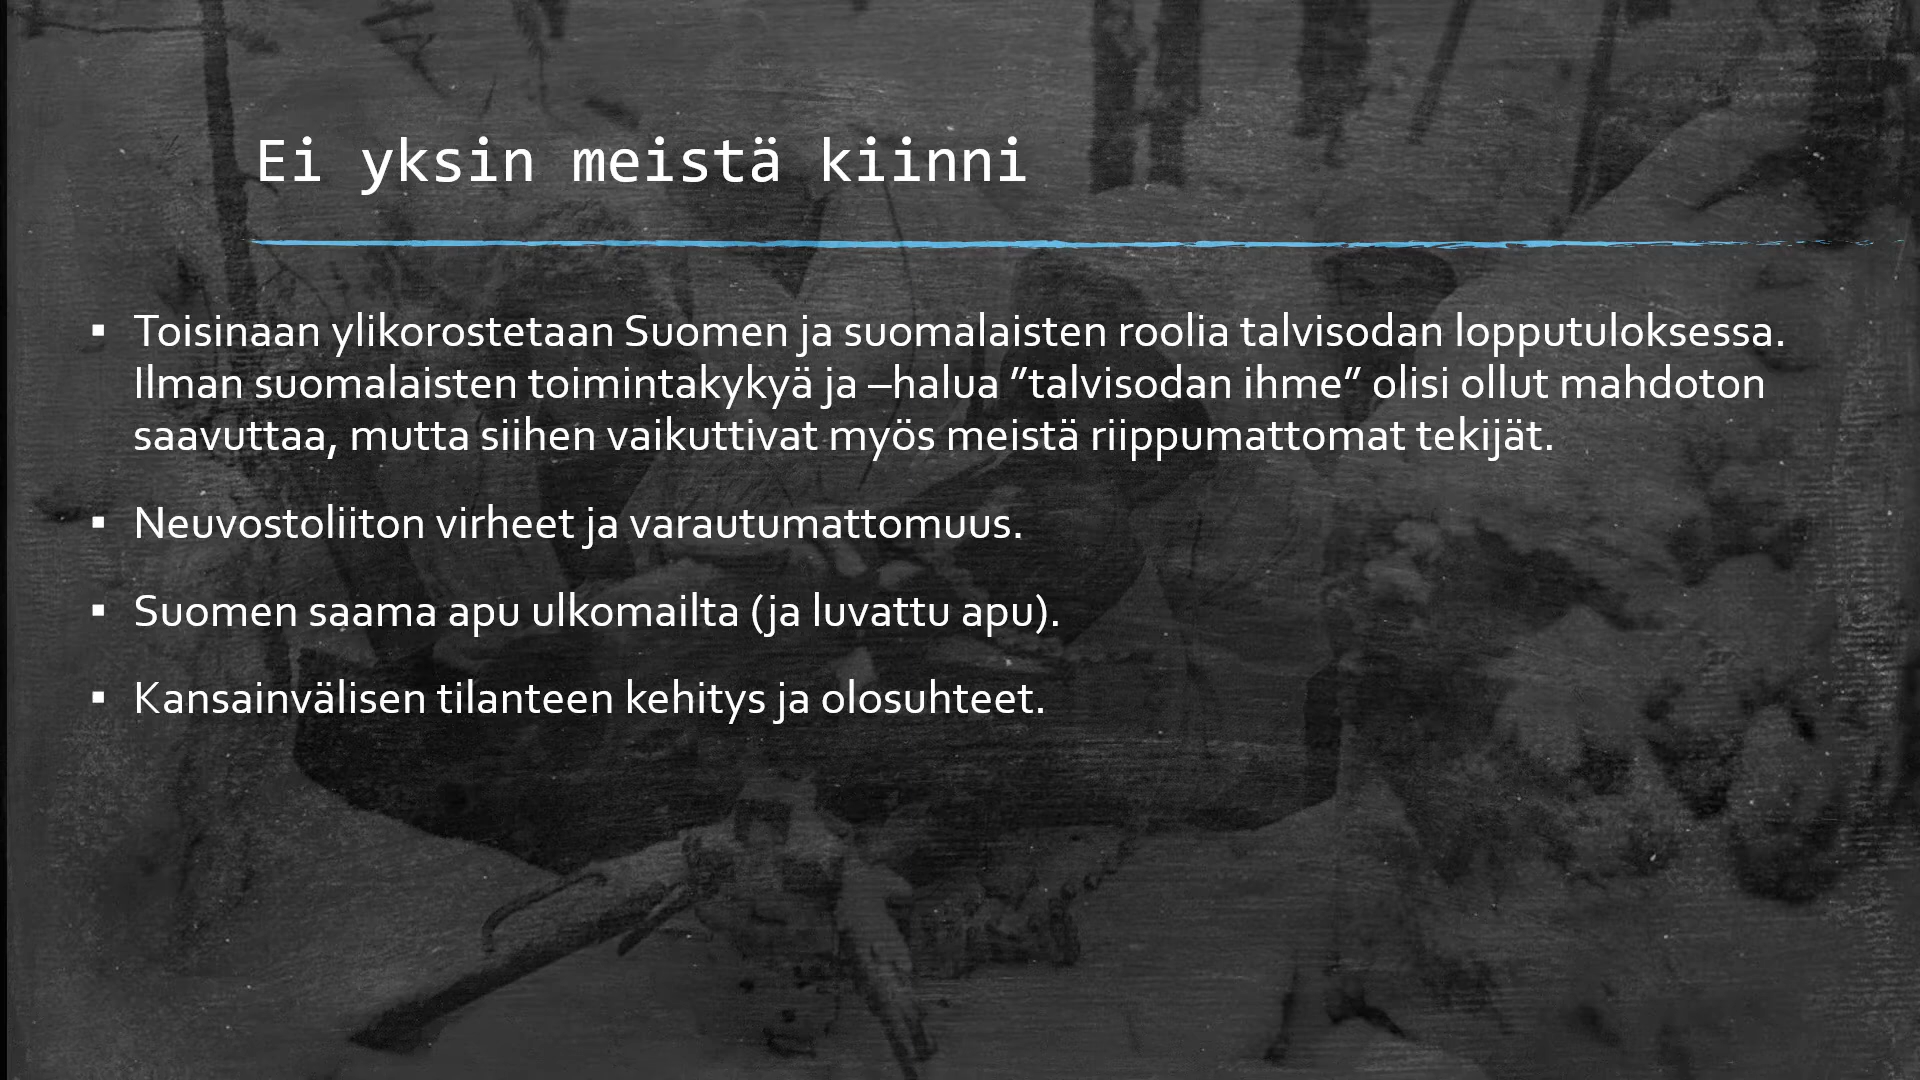 Ei yksin meistä kiinni
▪ Toisinaan ylikorostetaan Suomen ja suomalaisten roolia talvisodan lopputuloksessa.
Ilman suomalaisten toimintakykyä ja –halua ”talvisodan ihme” olisi ollut mahdoton
saavuttaa, mutta siihen vaikuttivat myös meistä riippumattomat tekijät.
▪ Neuvostoliiton virheet ja varautumattomuus.
▪ Suomen saama apu ulkomailta (ja luvattu apu).
▪ Kansainvälisen tilanteen kehitys ja olosuhteet.